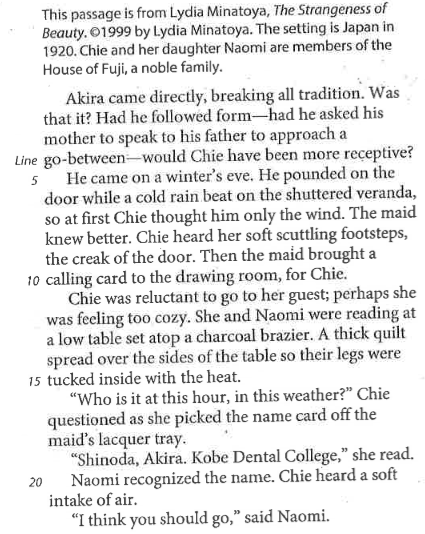 This passage is from Lydia Minatoya, The Strangeness of
Beauty. ©1999 by Lydia Minatoya. The setting is Japan in
1920. Chie and her daughter Naomi are members of the
House of Fuji, a noble family.
Akira came directly, breaking all tradition. Was
that it? Had he followed form—had he asked his
mother to speak to his father to approach a
Line go-between—would Chie have been more receptive?
5 He came on a winter's eve. He pounded on the
door while a cold rain beat on the shuttered veranda,
so at first Chie thought him only the wind. The maid
knew better. Chie heard her soft scuttling footsteps,
the creak of the door. Then the maid brought a
10 calling card to the drawing room, for Chie.
Chie was reluctant to go to her guest; perhaps she
was feeling too cozy. She and Naomi were reading at
a low table set atop a charcoal brazier. A thick quilt
spread over the sides of the table so their legs were
15 tucked inside with the heat.
"Who is it at this hour, in this weather?" Chie
questioned as she picked the name card off the
maid's lacquer tray.
"Shinoda, Akira. Kobe Dental College," she read.
20 Naomi recognized the name. Chie heard a soft
intake of air.
"I think you should go," said Naomi.